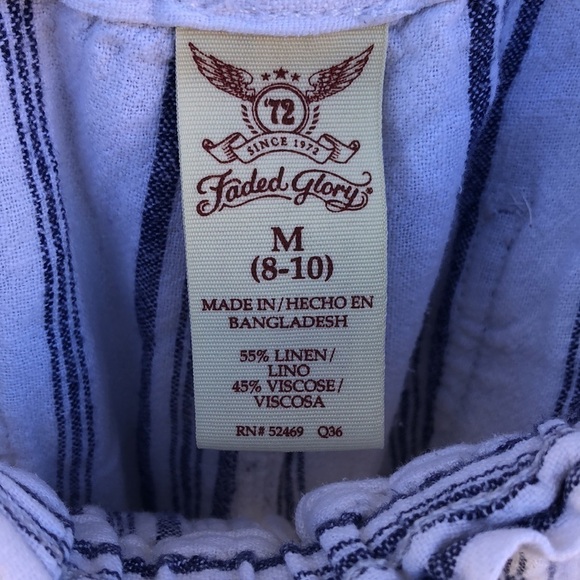 '72
SINCE 1972
Faded Glory®
M
(8-10)
MADE IN/HECHO EN
BANGLADESH
55% LINEN/
LINO
45% VISCOSE/
VISCOSA
RN# 52469 Q36